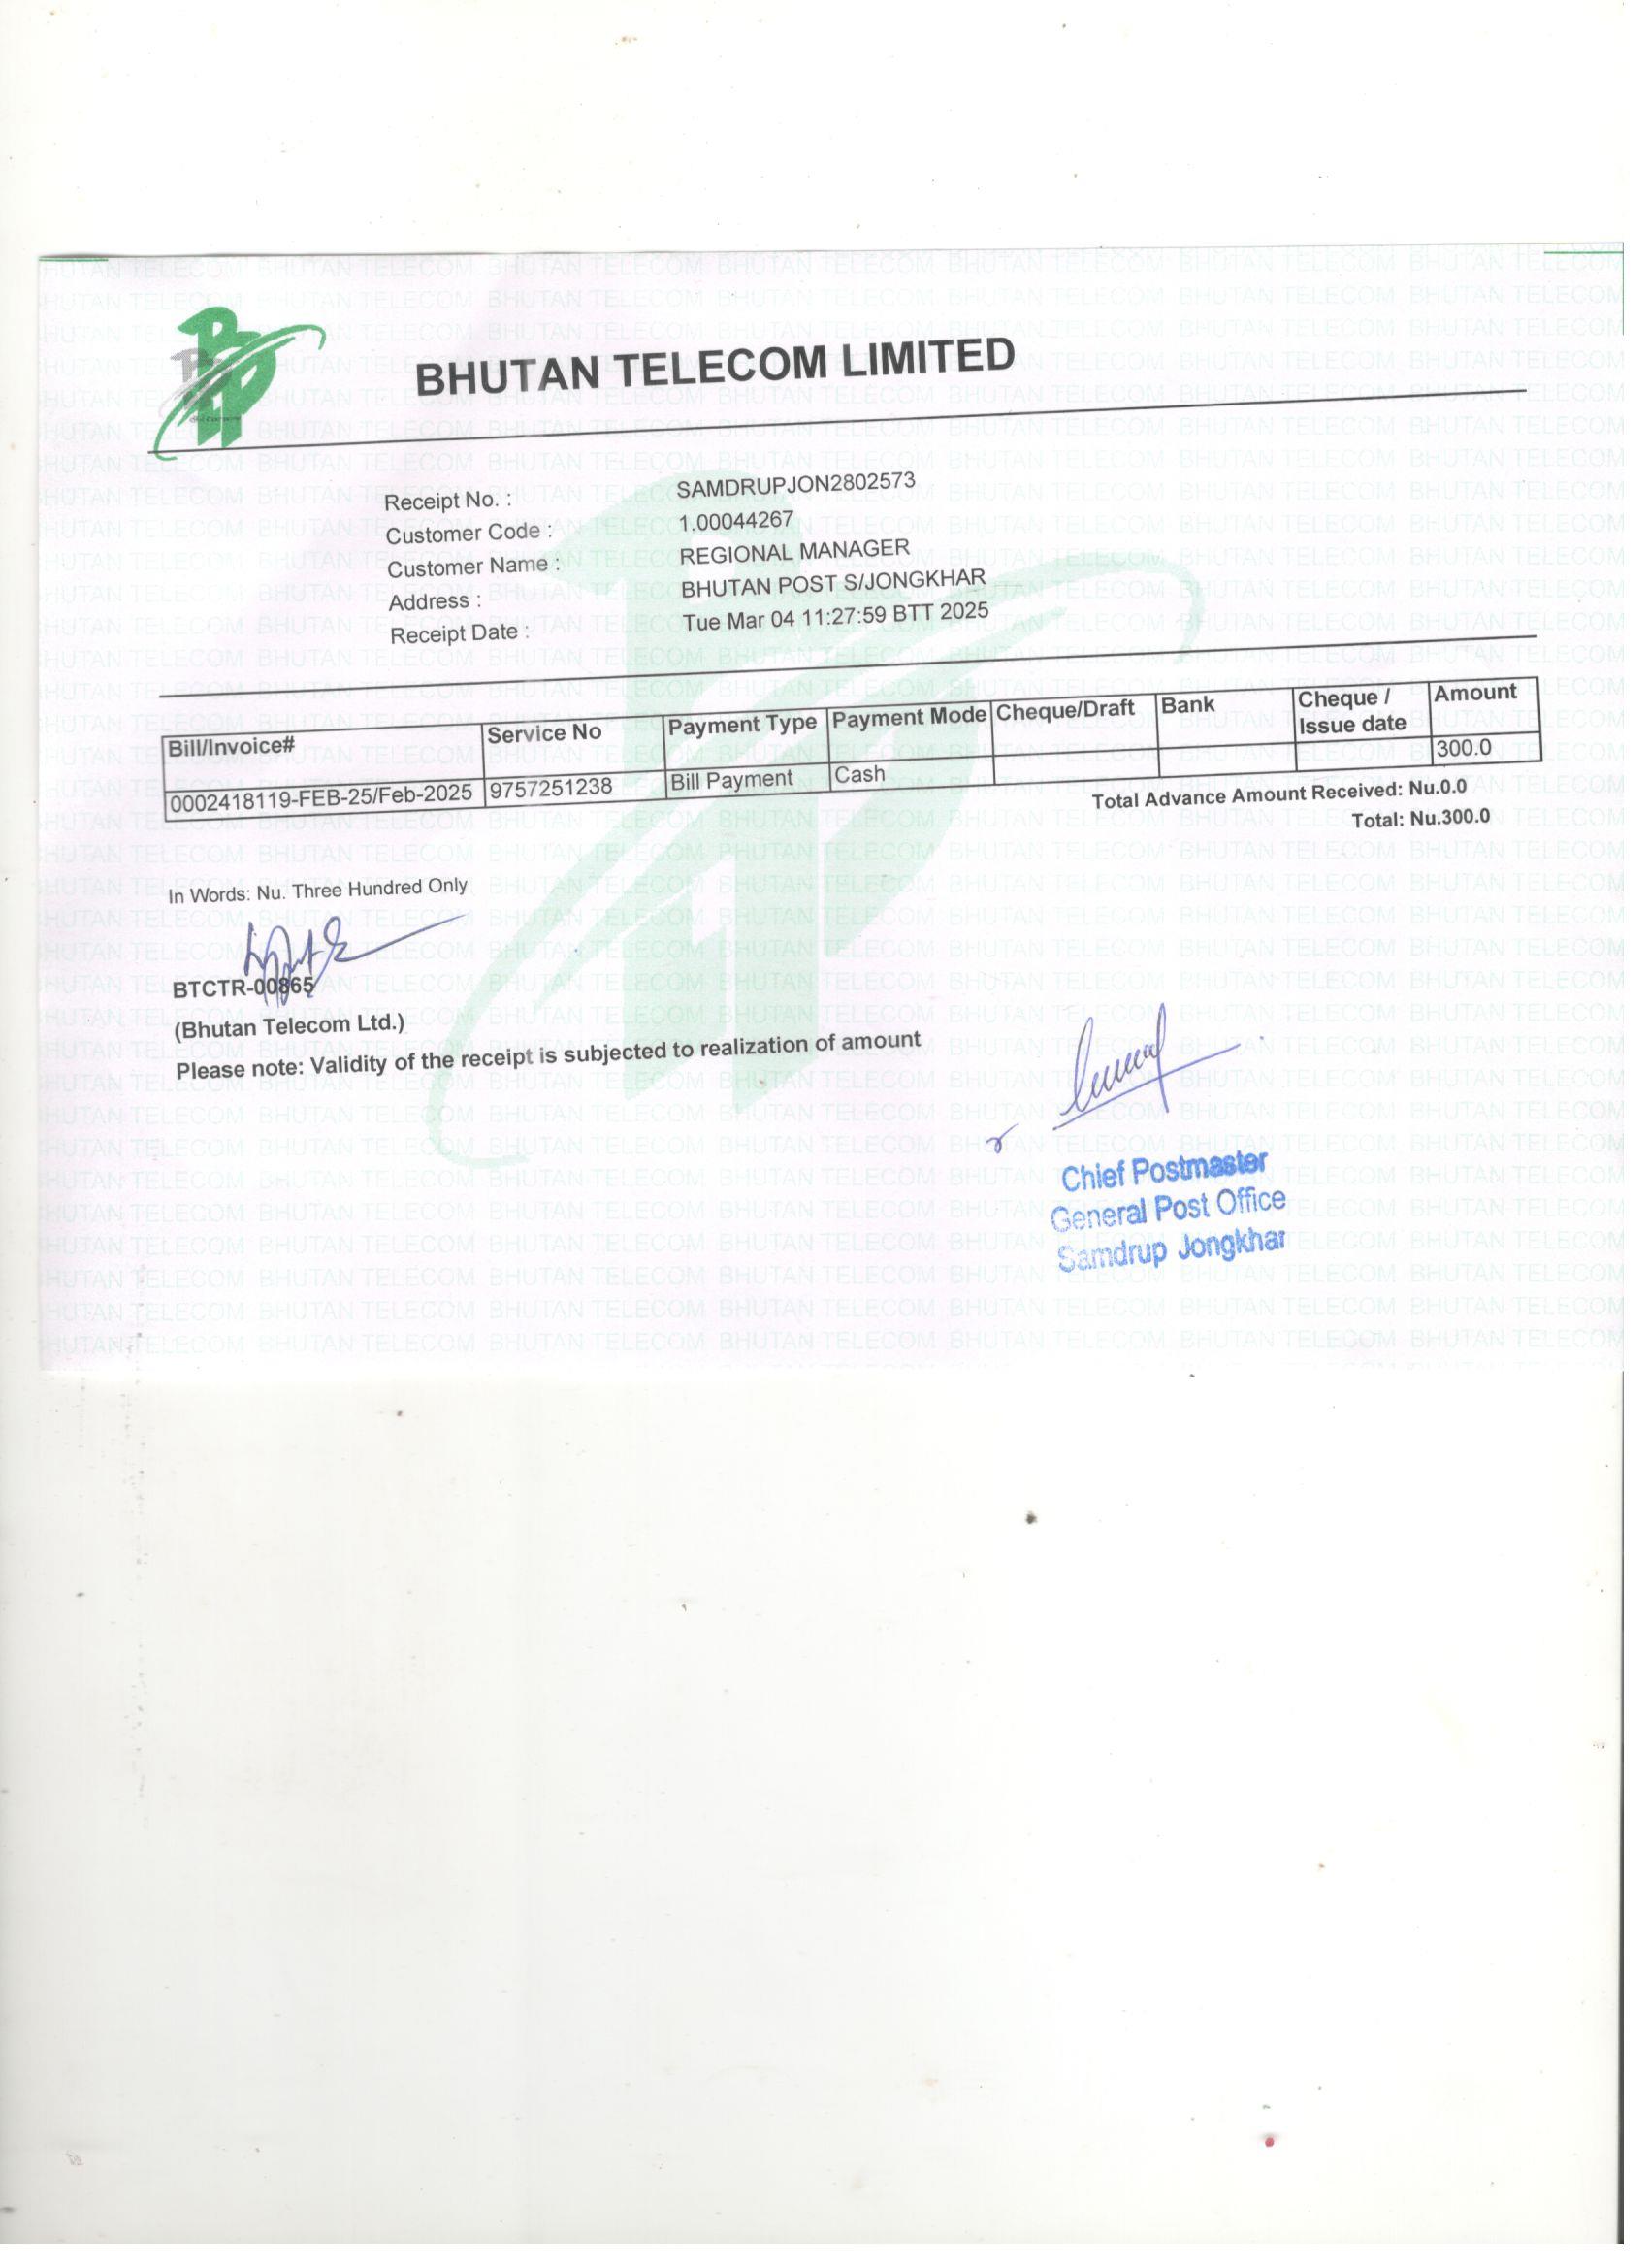 BHUTAN TELECOM LIMITED
Receipt No. : SAMDRUPJON2802573
Customer Code : 1.00044267
Customer Name : REGIONAL MANAGER
Address : BHUTAN POST S/JONGKHAR
Receipt Date : Tue Mar 04 11:27:59 BTT 2025
Bill/Invoice# Service No Payment Type Payment Mode Cheque/Draft Bank Cheque / Issue date Amount
0002418119-FEB-25/Feb-2025 9757251238 Bill Payment Cash 300.0
Total Advance Amount Received: Nu.0.0
Total: Nu.300.0
In Words: Nu. Three Hundred Only
BTCTR-00865
(Bhutan Telecom Ltd.)
Please note: Validity of the receipt is subjected to realization of amount
Chief Postmaster
General Post Office
Samdrup Jongkhar